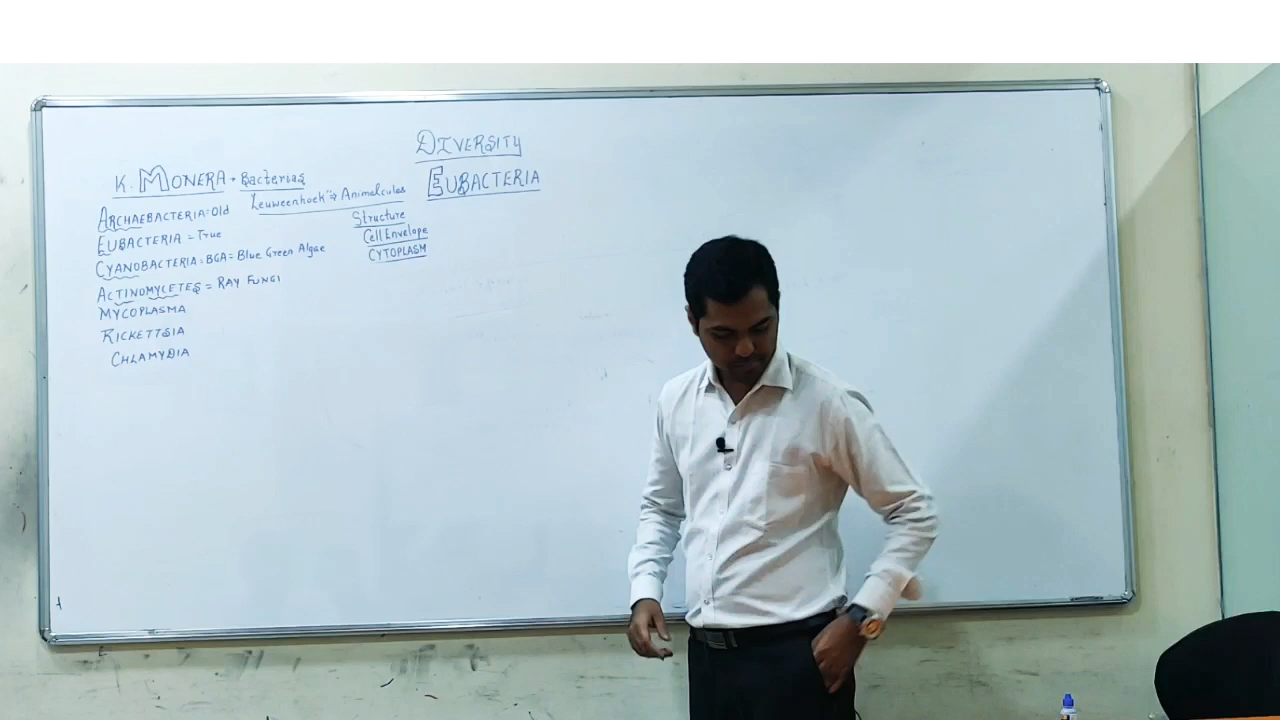 DIVERSITY
K. MONERA = Bacterias
EUBACTERIA
Leuweenhoek"s Animalcules
ARCHAEBACTERIA = Old
Structure
EUBACTERIA = True
Cell Envelope
CYANOBACTERIA = BGA = Blue Green Algae
CYTOPLASM
ACTINOMYCETES = RAY FUNGI
MYCOPLASMA
RICKETTSIA
CHLAMYDIA